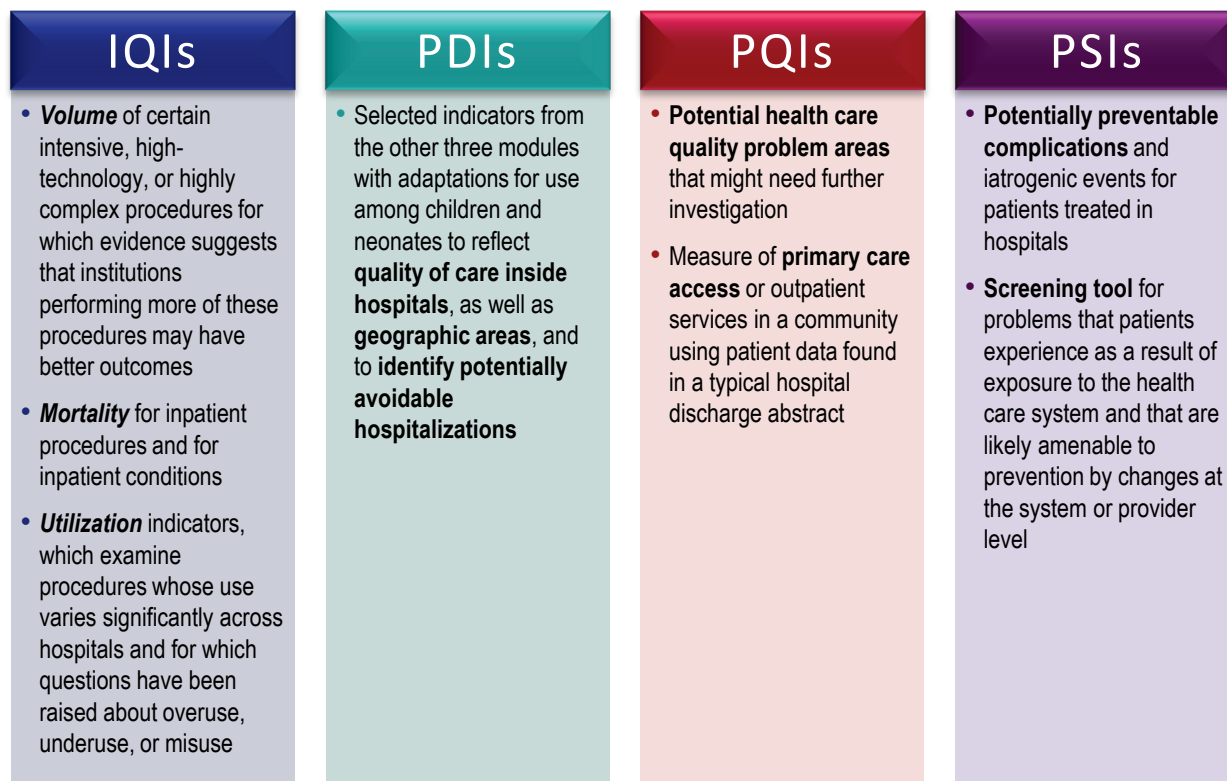 IQIs
• Volume of certain
intensive, high-
technology, or highly
complex procedures for
which evidence suggests
that institutions
performing more of these
procedures may have
better outcomes
• Mortality for inpatient
procedures and for
inpatient conditions
• Utilization indicators,
which examine
procedures whose use
varies significantly across
hospitals and for which
questions have been
raised about overuse,
underuse, or misuse
PDIs
• Selected indicators from
the other three modules
with adaptations for use
among children and
neonates to reflect
quality of care inside
hospitals, as well as
geographic areas, and
to identify potentially
avoidable
hospitalizations
PQIs
• Potential health care
quality problem areas
that might need further
investigation
• Measure of primary care
access or outpatient
services in a community
using patient data found
in a typical hospital
discharge abstract
PSIs
• Potentially preventable
complications and
iatrogenic events for
patients treated in
hospitals
• Screening tool for
problems that patients
experience as a result of
exposure to the health
care system and that are
likely amenable to
prevention by changes at
the system or provider
level